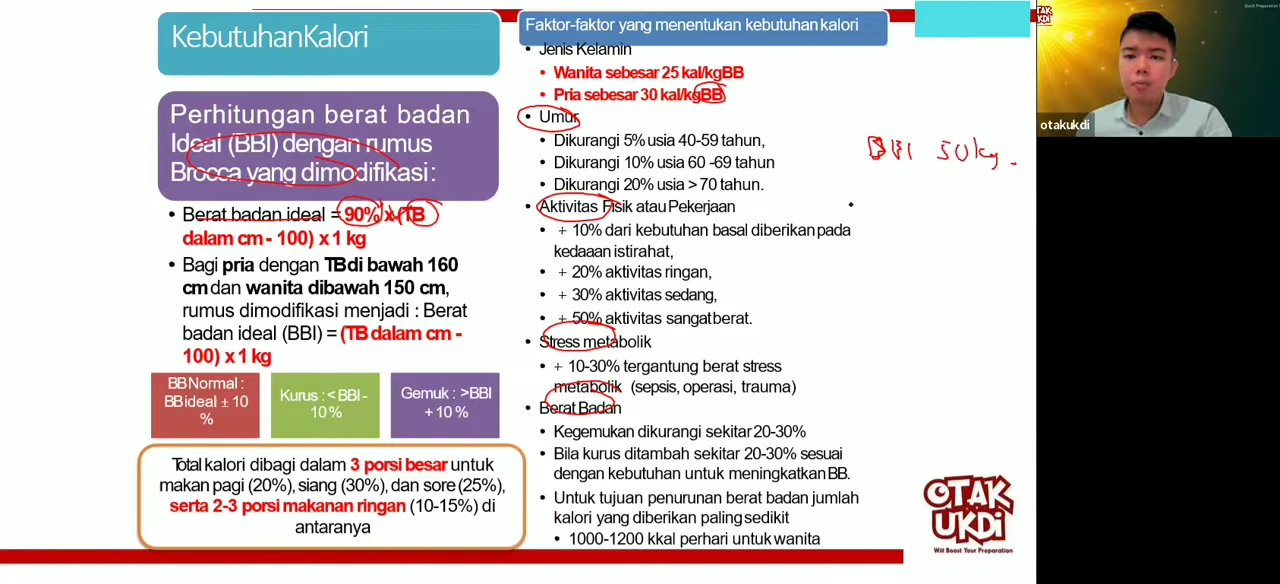 KebutuhanKalori
Perhitungan berat badan
Ideal (BBI) dengan rumus
Brocca yang dimodifikasi :
• Berat badan ideal = 90% x (TB
dalam cm - 100) x 1 kg
• Bagi pria dengan TBdi bawah 160
cm dan wanita dibawah 150 cm,
rumus dimodifikasi menjadi : Berat
badan ideal (BBI) = (TB dalam cm -
100) x 1 kg
BB Normal :
BB ideal ± 10
%
Kurus : < BBI -
10 %
Gemuk : >BBI
+ 10 %
Total kalori dibagi dalam 3 porsi besar untuk
makan pagi (20%), siang (30%), dan sore (25%),
serta 2-3 porsi makanan ringan (10-15%) di
antaranya
Faktor-faktor yang menentukan kebutuhan kalori
• Jenis Kelamin
• Wanita sebesar 25 kal/kgBB
• Pria sebesar 30 kal/kgBB
• Umur
• Dikurangi 5% usia 40-59 tahun,
• Dikurangi 10% usia 60 -69 tahun
• Dikurangi 20% usia > 70 tahun.
• Aktivitas Fisik atau Pekerjaan
• + 10% dari kebutuhan basal diberikan pada
kedaaan istirahat,
• + 20% aktivitas ringan,
• + 30% aktivitas sedang,
• + 50% aktivitas sangat berat.
• Stress metabolik
• + 10-30% tergantung berat stress
metabolik (sepsis, operasi, trauma)
• Berat Badan
• Kegemukan dikurangi sekitar 20-30%
• Bila kurus ditambah sekitar 20-30% sesuai
dengan kebutuhan untuk meningkatkan BB.
• Untuk tujuan penurunan berat badan jumlah
kalori yang diberikan paling sedikit
• 1000-1200 kkal perhari untuk wanita
BBI 50kg.
OTAK
UKDI
Will Boost Your Preparation
OTAK
UKDI
otakukdi